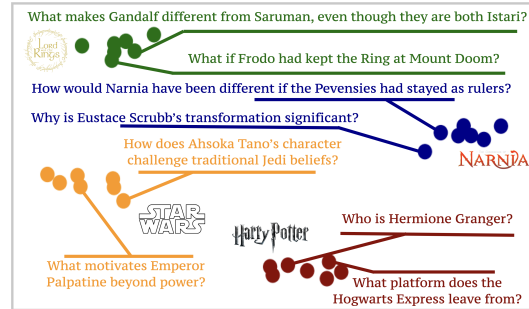 What makes Gandalf different from Saruman, even though they are both Istari?
Lord
Kings
What if Frodo had kept the Ring at Mount Doom?
How would Narnia have been different if the Pevensies had stayed as rulers?
Why is Eustace Scrubb's transformation significant?
NARNIA
How does Ahsoka Tano's character
challenge traditional Jedi beliefs?
STAR
WARS
Harry Potter
Who is Hermione Granger?
What motivates Emperor
Palpatine beyond power?
What platform does the
Hogwarts Express leave from?